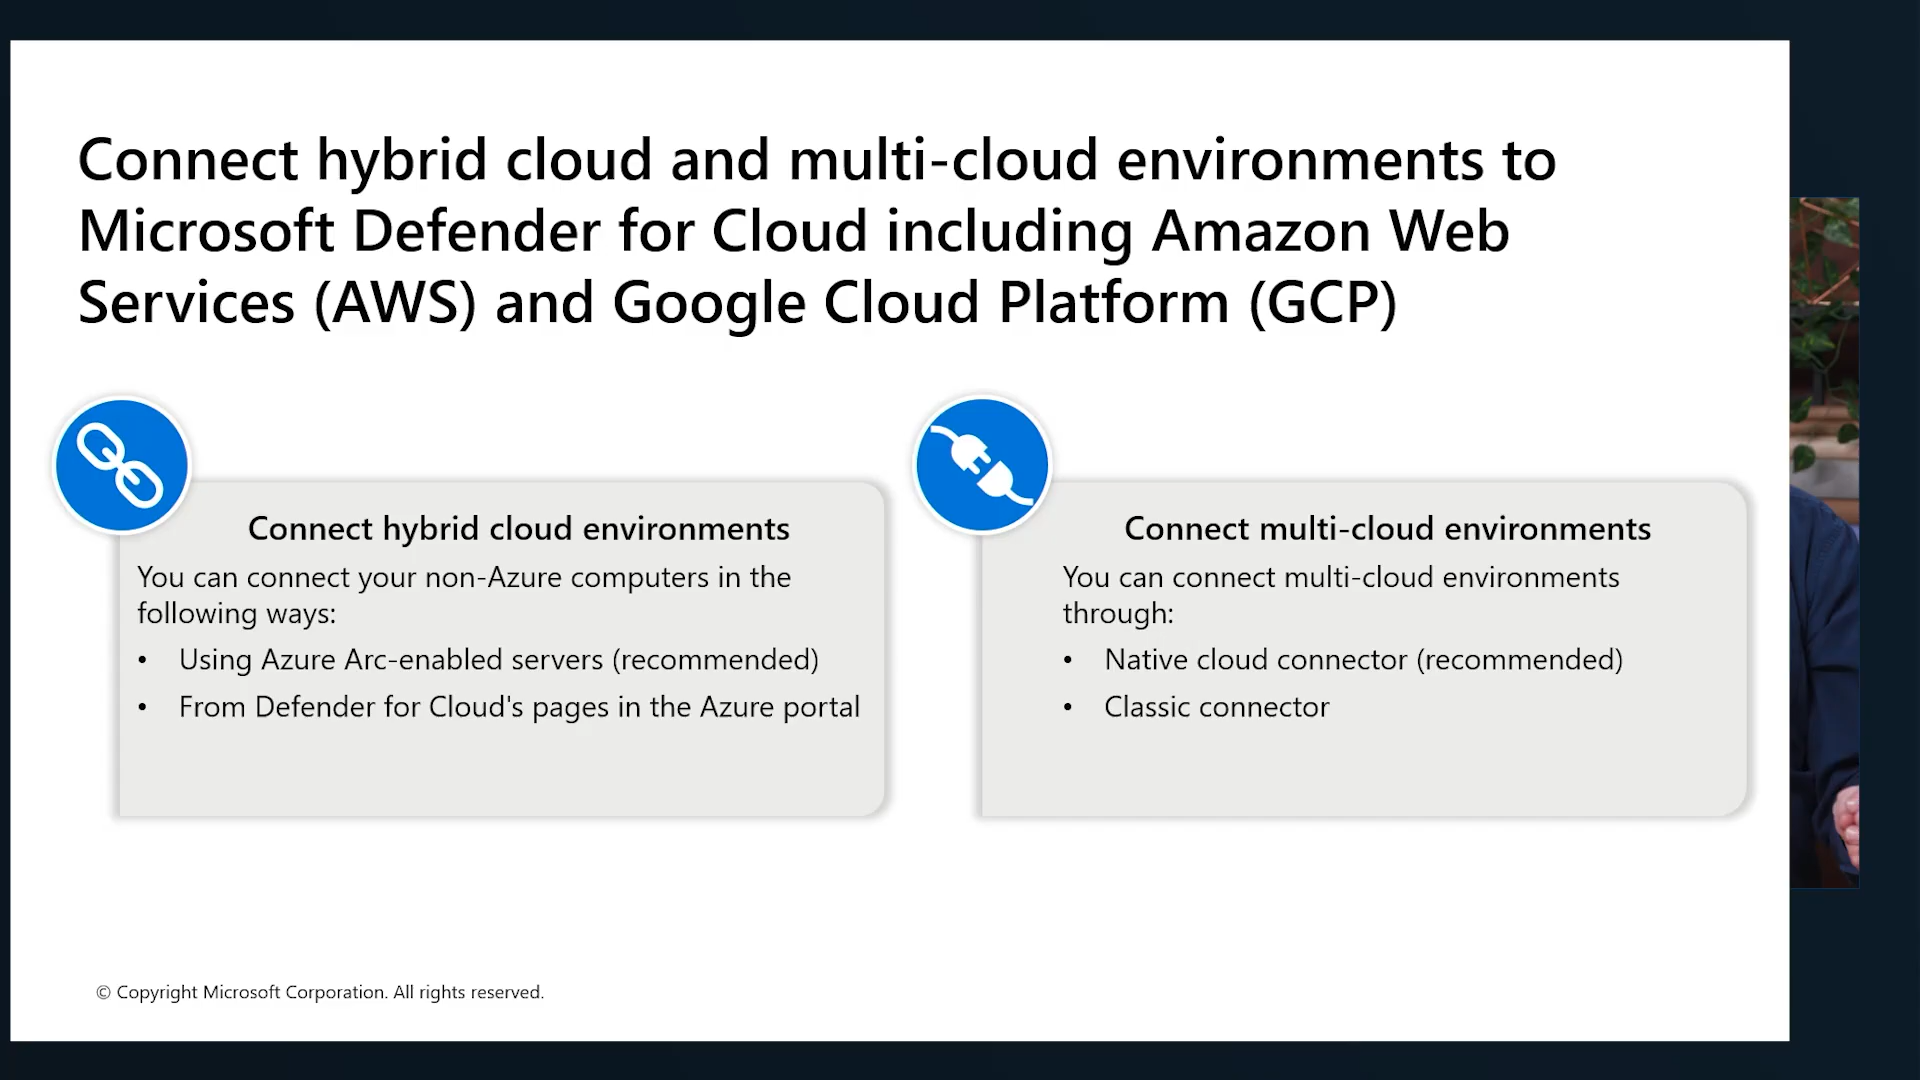 Connect hybrid cloud and multi-cloud environments to
Microsoft Defender for Cloud including Amazon Web
Services (AWS) and Google Cloud Platform (GCP)
Connect hybrid cloud environments
You can connect your non-Azure computers in the
following ways:
• Using Azure Arc-enabled servers (recommended)
• From Defender for Cloud's pages in the Azure portal
Connect multi-cloud environments
You can connect multi-cloud environments
through:
• Native cloud connector (recommended)
• Classic connector
© Copyright Microsoft Corporation. All rights reserved.